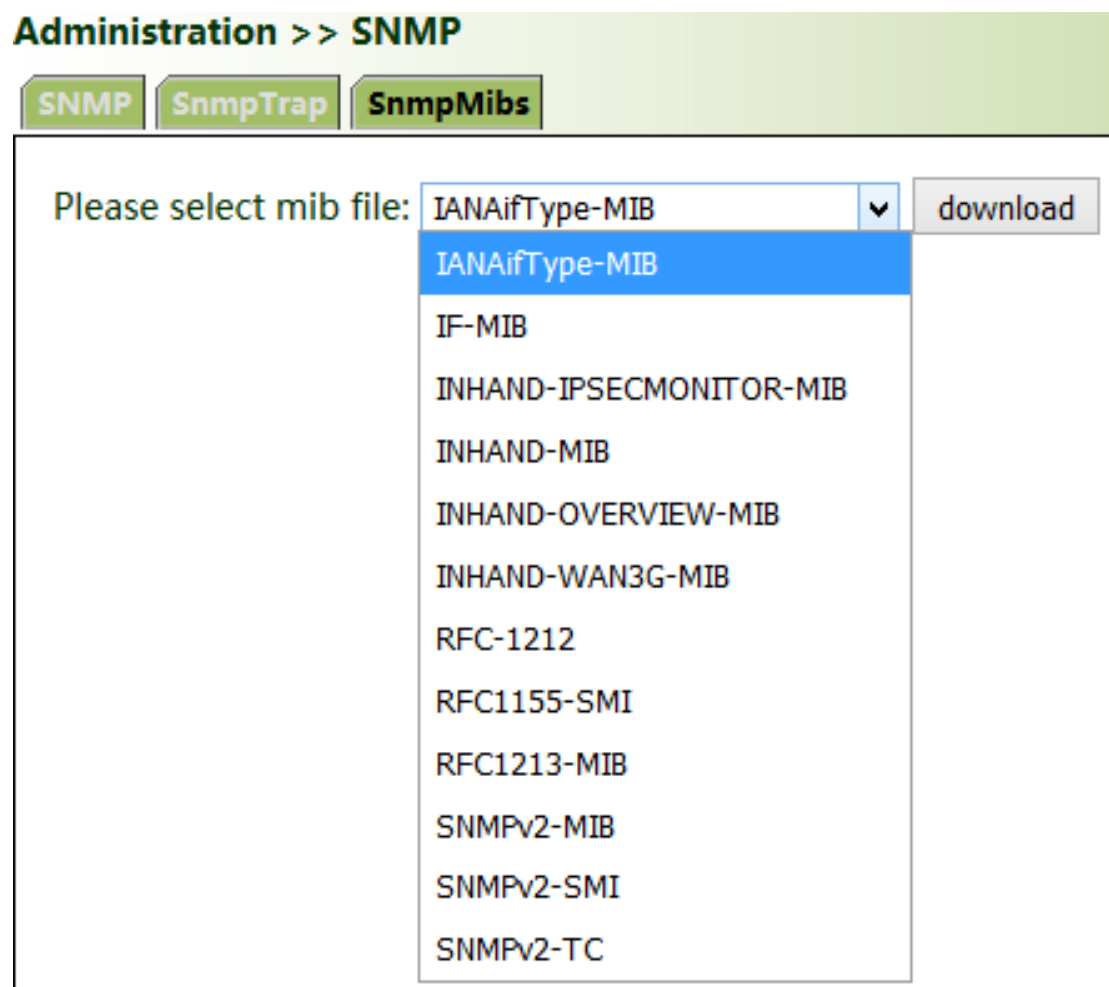 Administration >> SNMP
SNMP SnmpTrap SnmpMibs
Please select mib file: IANAifType-MIB download
IANAifType-MIB
IF-MIB
INHAND-IPSECMONITOR-MIB
INHAND-MIB
INHAND-OVERVIEW-MIB
INHAND-WAN3G-MIB
RFC-1212
RFC1155-SMI
RFC1213-MIB
SNMPv2-MIB
SNMPv2-SMI
SNMPv2-TC